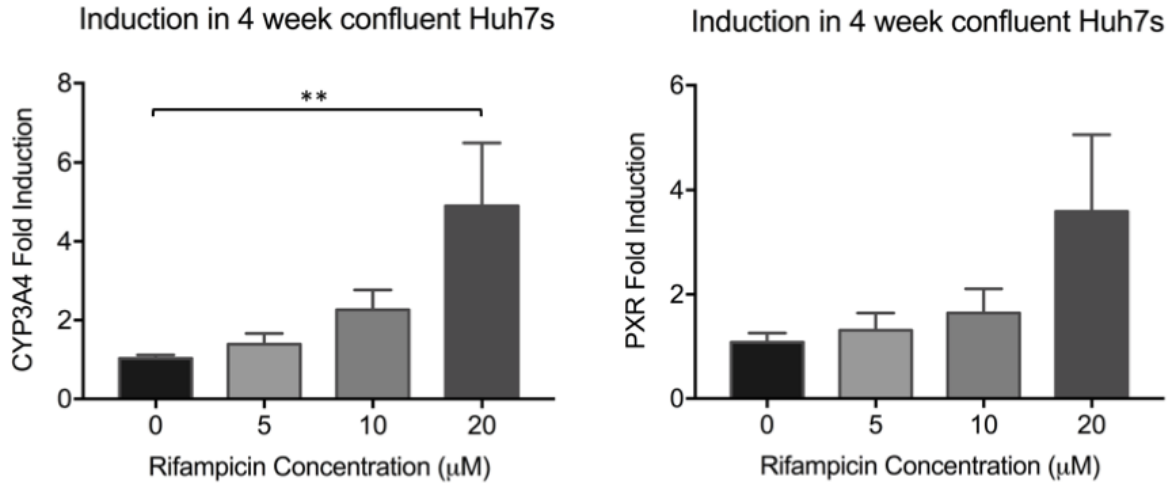 Induction in 4 week confluent Huh7s
CYP3A4 Fold Induction
8
6
4
2
0
**
0 5 10 20
Rifampicin Concentration (μM)
Induction in 4 week confluent Huh7s
PXR Fold Induction
6
4
2
0
0 5 10 20
Rifampicin Concentration (μM)